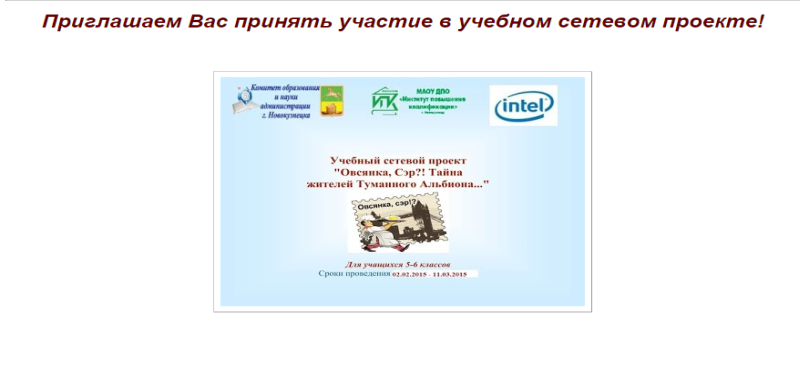 Приглашаем Вас принять участие в учебном сетевом проекте!
Комитет образования
и науки
администрации
г. Новокузнецка
МАОУ ДПО
«Институт повышения
квалификации»
г. Новокузнецк
ИПК
intel
Учебный сетевой проект
"Овсянка, Сэр?! Тайна
жителей Туманного Альбиона..."
Овсянка, сэр!?
Для учащихся 5-6 классов
Сроки проведения 02.02.2015 - 11.03.2015